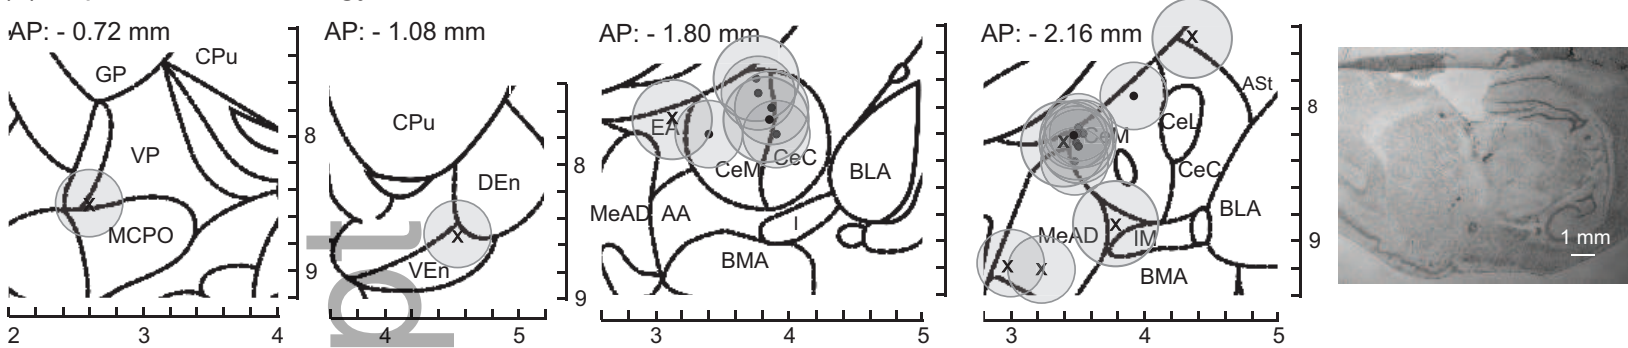 AP: - 0.72 mm
CPu
GP
VP
MCPO
8
9
2 3 4
AP: - 1.08 mm
CPu
DEn
VEn
8
9
4 5
AP: - 1.80 mm
EA
CeM
CeC
BLA
MeAD
AA
I
BMA
3 4 5
AP: - 2.16 mm
ASt
CeM
CeL
CeC
BLA
MeAD
IM
BMA
8
9
3 4 5
x
x
x
x
x
x
x
x
1 mm